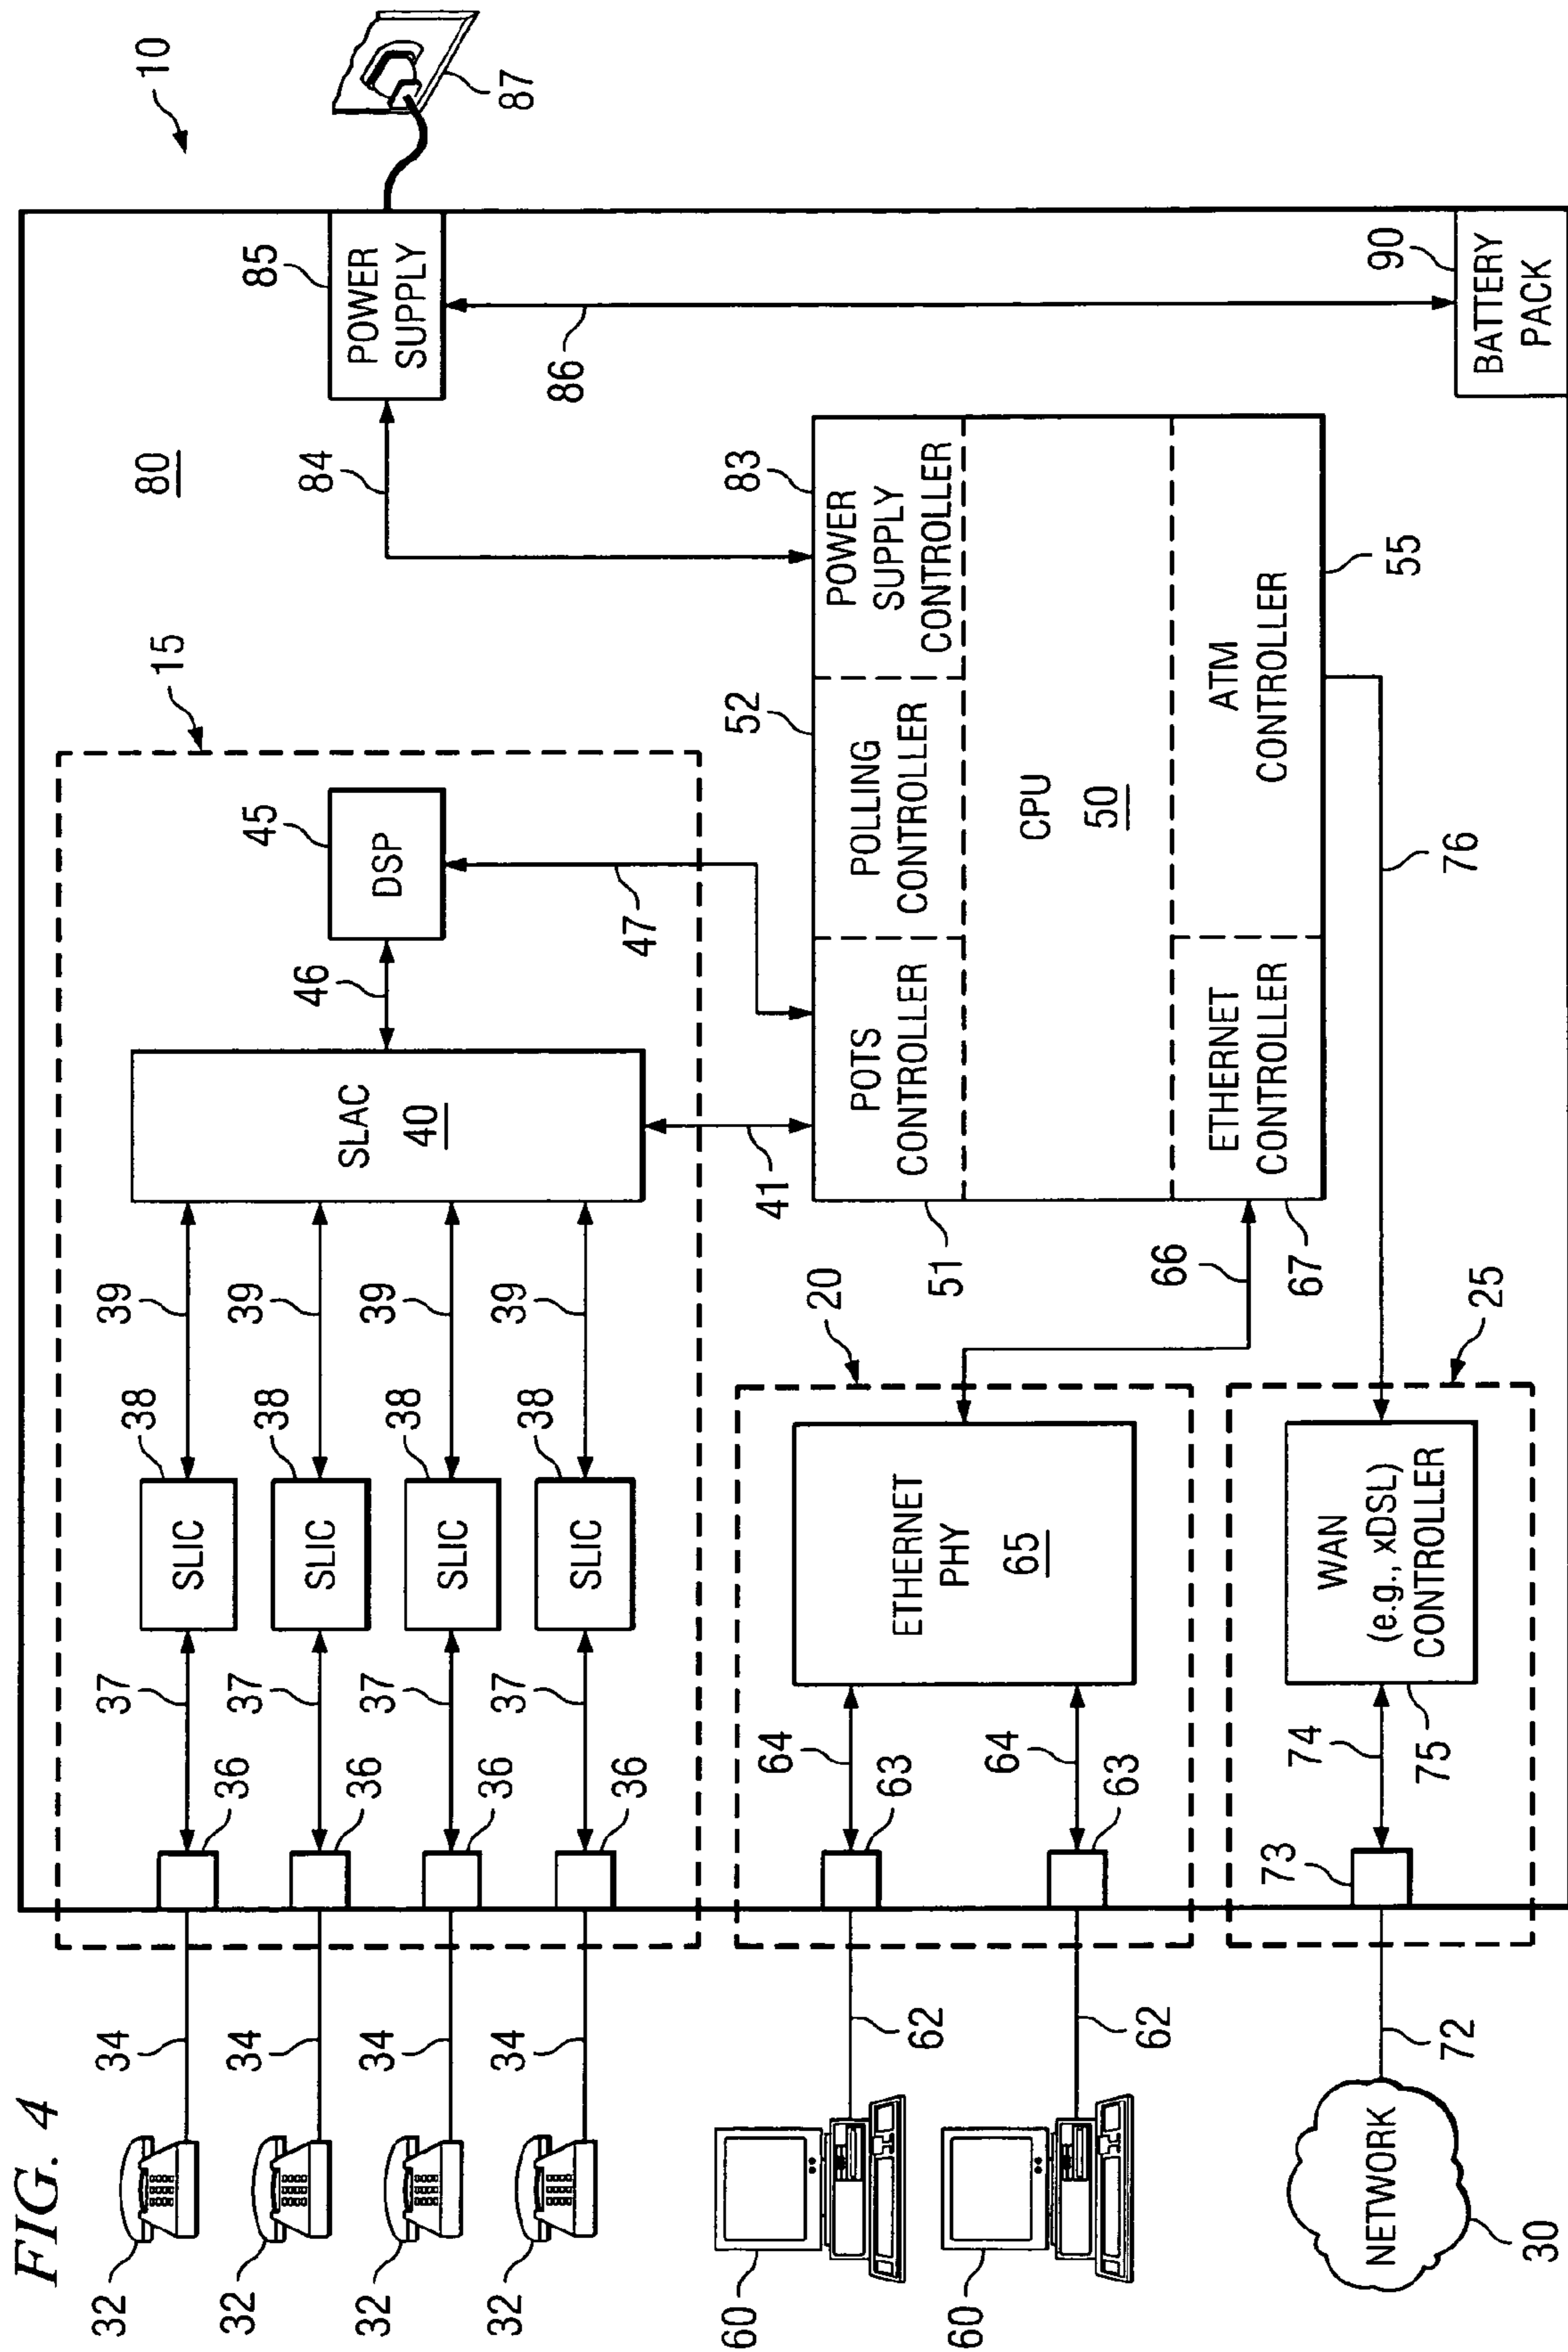 FIG. 4
10
80
15
32
34
36
37
38
SLIC
39
32
34
36
37
38
SLIC
39
32
34
36
37
38
SLIC
39
32
34
36
37
38
SLIC
39
SLAC
40
46
45
DSP
47
41
84
85
POWER
SUPPLY
87
86
90
BATTERY
PACK
51
POTS
CONTROLLER
52
POLLING
CONTROLLER
83
POWER
SUPPLY
CONTROLLER
CPU
50
ETHERNET
CONTROLLER
67
ATM
CONTROLLER
55
66
76
20
60
62
63
64
60
62
63
64
ETHERNET
PHY
65
25
NETWORK
30
72
73
74
75
WAN
(e.g., xDSL)
CONTROLLER